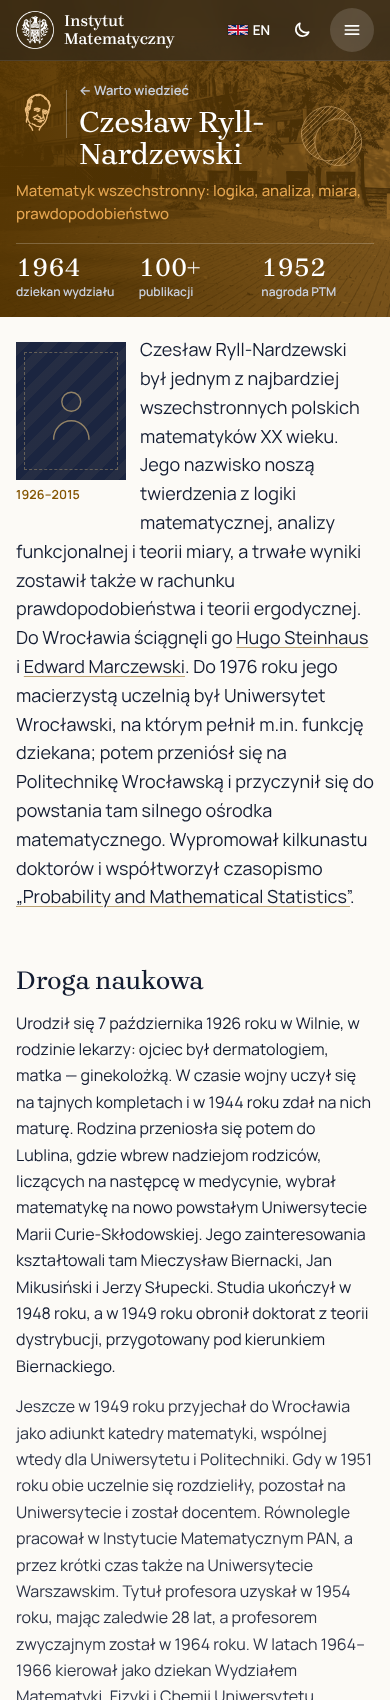 Instytut
Matematyczny
EN
← Warto wiedzieć
Czesław Ryll-
Nardzewski
Matematyk wszechstronny: logika, analiza, miara,
prawdopodobieństwo
1964
dziekan wydziału
100+
publikacji
1952
nagroda PTM
1926–2015
Czesław Ryll-Nardzewski
był jednym z najbardziej
wszechstronnych polskich
matematyków XX wieku.
Jego nazwisko noszą
twierdzenia z logiki
matematycznej, analizy
funkcjonalnej i teorii miary, a trwałe wyniki
zostawił także w rachunku
prawdopodobieństwa i teorii ergodycznej.
Do Wrocławia ściągnęli go Hugo Steinhaus
i Edward Marczewski. Do 1976 roku jego
macierzystą uczelnią był Uniwersytet
Wrocławski, na którym pełnił m.in. funkcję
dziekana; potem przeniósł się na
Politechnikę Wrocławską i przyczynił się do
powstania tam silnego ośrodka
matematycznego. Wypromował kilkunastu
doktorów i współtworzył czasopismo
„Probability and Mathematical Statistics”.
Droga naukowa
Urodził się 7 października 1926 roku w Wilnie, w
rodzinie lekarzy: ojciec był dermatologiem,
matka — ginekolożką. W czasie wojny uczył się
na tajnych kompletach i w 1944 roku zdał na nich
maturę. Rodzina przeniosła się potem do
Lublina, gdzie wbrew nadziejom rodziców,
liczących na następcę w medycynie, wybrał
matematykę na nowo powstałym Uniwersytecie
Marii Curie-Skłodowskiej. Jego zainteresowania
kształtowali tam Mieczysław Biernacki, Jan
Mikusiński i Jerzy Słupecki. Studia ukończył w
1948 roku, a w 1949 roku obronił doktorat z teorii
dystrybucji, przygotowany pod kierunkiem
Biernackiego.
Jeszcze w 1949 roku przyjechał do Wrocławia
jako adiunkt katedry matematyki, wspólnej
wtedy dla Uniwersytetu i Politechniki. Gdy w 1951
roku obie uczelnie się rozdzieliły, pozostał na
Uniwersytecie i został docentem. Równolegle
pracował w Instytucie Matematycznym PAN, a
przez krótki czas także na Uniwersytecie
Warszawskim. Tytuł profesora uzyskał w 1954
roku, mając zaledwie 28 lat, a profesorem
zwyczajnym został w 1964 roku. W latach 1964–
1966 kierował jako dziekan Wydziałem
Matematyki, Fizyki i Chemii Uniwersytetu